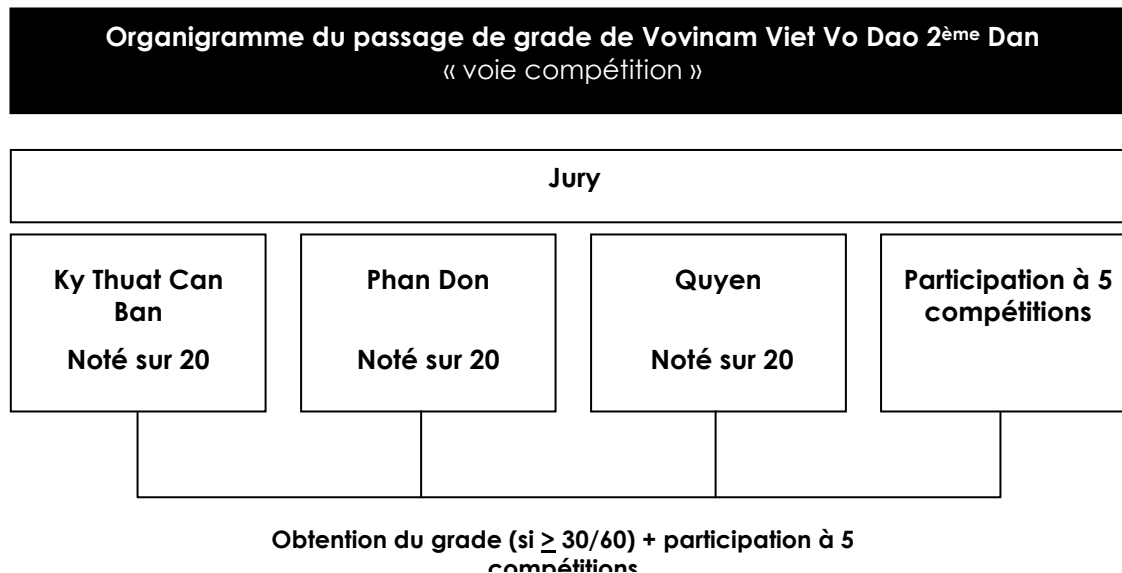 Organigramme du passage de grade de Vovinam Viet Vo Dao 2ème Dan
« voie compétition »
Jury
Ky Thuat Can
Ban
Noté sur 20
Phan Don
Noté sur 20
Quyen
Noté sur 20
Participation à 5
compétitions
Obtention du grade (si ≥ 30/60) + participation à 5
compétitions